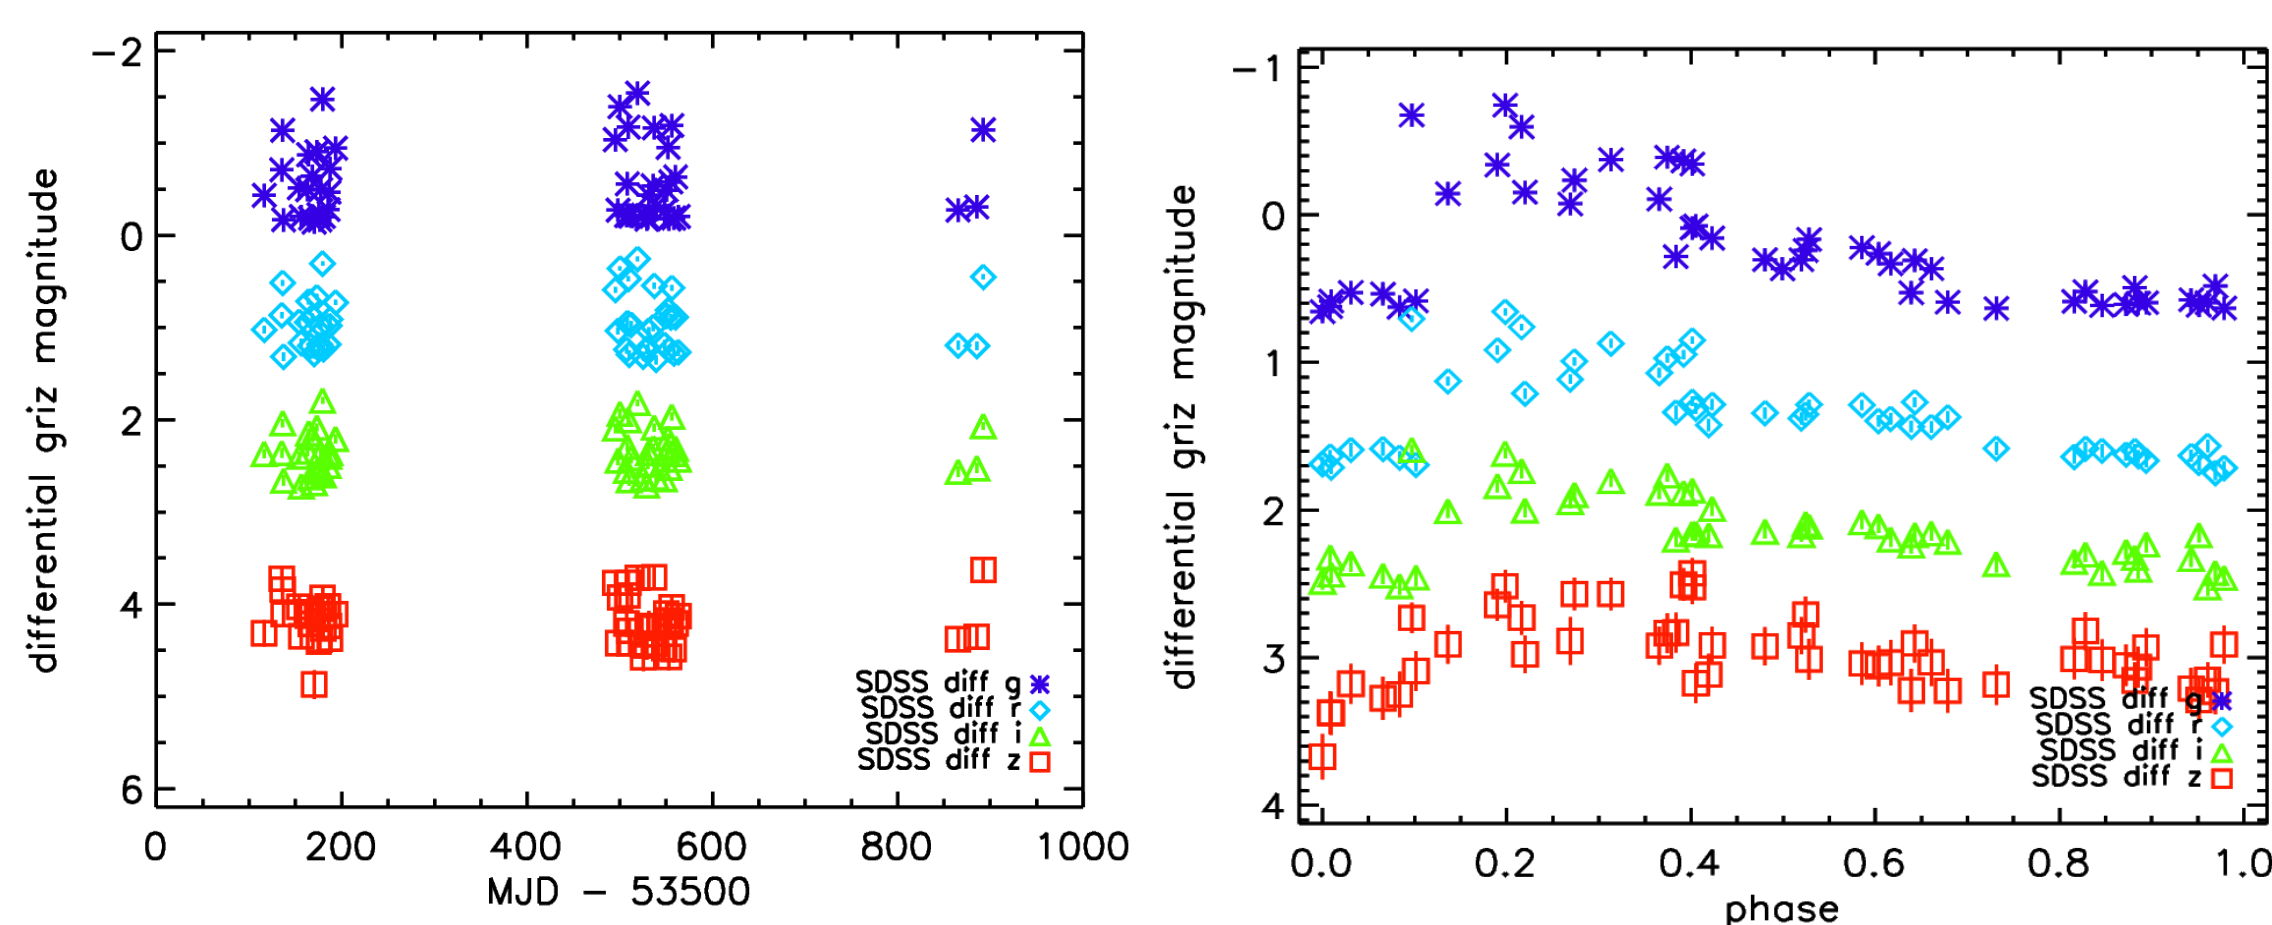 differential griz magnitude
−2
0
2
4
6
SDSS diff g
SDSS diff r
SDSS diff i
SDSS diff z
0 200 400 600 800 1000
MJD − 53500
differential griz magnitude
−1
0
1
2
3
4
SDSS diff g
SDSS diff r
SDSS diff i
SDSS diff z
0.0 0.2 0.4 0.6 0.8 1.0
phase